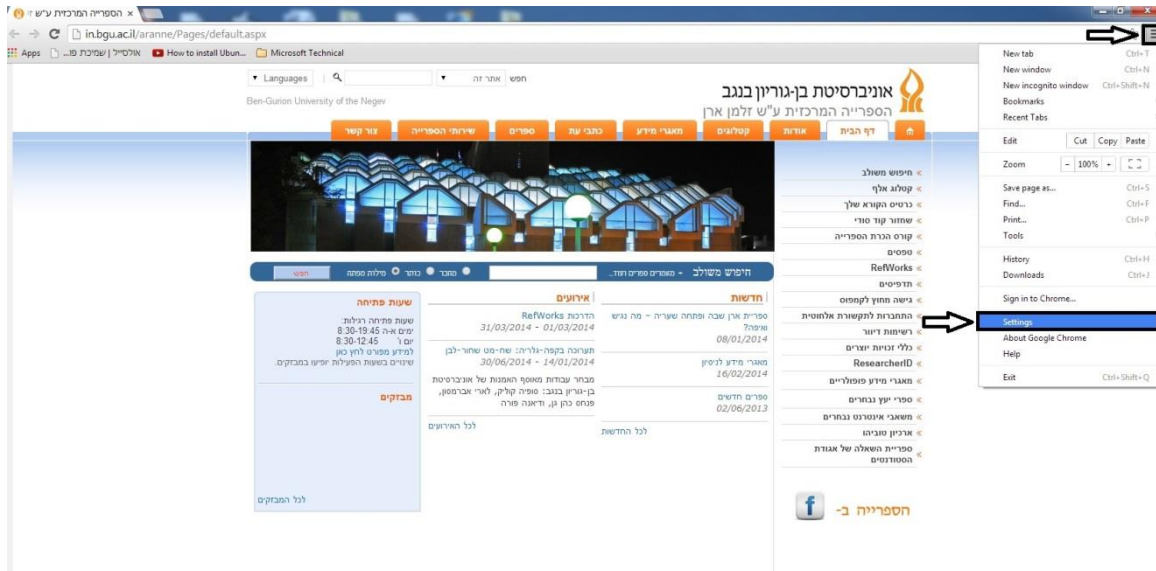 הספרייה המרכזית ע"ש ז
in.bgu.ac.il/aranne/Pages/default.aspx
Apps
אולסייל | שמיכת פו...
How to install Ubun...
Microsoft Technical
Languages
חפש אתר זה
Ben-Gurion University of the Negev
אוניברסיטת בן-גוריון בנגב
הספרייה המרכזית ע"ש זלמן ארן
דף הבית
אודות
קטלוגים
מאגרי מידע
כתבי עת
ספרים
שירותי הספרייה
צור קשר
» חיפוש משולב
» קטלוג אלף
» כרטיס הקורא שלך
» שחזור קוד סודי
» קורס הכרת הספרייה
» טפסים
» RefWorks
» תדפיסים
» גישה מחוץ לקמפוס
» התחברות לתקשורת אלחוטית
» רשימות דיוור
» כללי זכויות יוצרים
» ResearcherID
» מאגרי מידע פופולריים
» ספרי יעץ נבחרים
» משאבי אינטרנט נבחרים
» ארכיון טוביהו
» ספריית השאלה של אגודת
הסטודנטים
הספרייה ב-
חיפוש משולב - מאמרים ספרים ועוד...
מחבר
כותר
מילות מפתח
חפש
חדשות
ספריית ארן שבה ופתחה שעריה - מה נגיש
ואיפה?
08/01/2014
מאגרי מידע לניסיון
16/02/2014
ספרים חדשים
02/06/2013
לכל החדשות
אירועים
הדרכות RefWorks
31/03/2014 - 01/03/2014
תערוכה בקפה-גלריה: שח-מט שחור-לבן
30/06/2014 - 14/01/2014
מבחר עבודות מאוסף האמנות של אוניברסיטת
בן-גוריון בנגב: סופיה קוליק, לארי אברמסון,
פנחס כהן גן, ודיאנה פורה
לכל האירועים
שעות פתיחה
שעות פתיחה רגילות:
ימים א-ה 8:30-19:45
יום ו' 8:30-12:45
למידע מפורט לחץ כאן
שינויים בשעות הפעילות יופיעו במבזקים.
מבזקים
לכל המבזקים
New tab Ctrl+T
New window Ctrl+N
New incognito window Ctrl+Shift+N
Bookmarks
Recent Tabs
Edit Cut Copy Paste
Zoom - 100% +
Save page as... Ctrl+S
Find... Ctrl+F
Print... Ctrl+P
Tools
History Ctrl+H
Downloads Ctrl+J
Sign in to Chrome...
Settings
About Google Chrome
Help
Exit Ctrl+Shift+Q